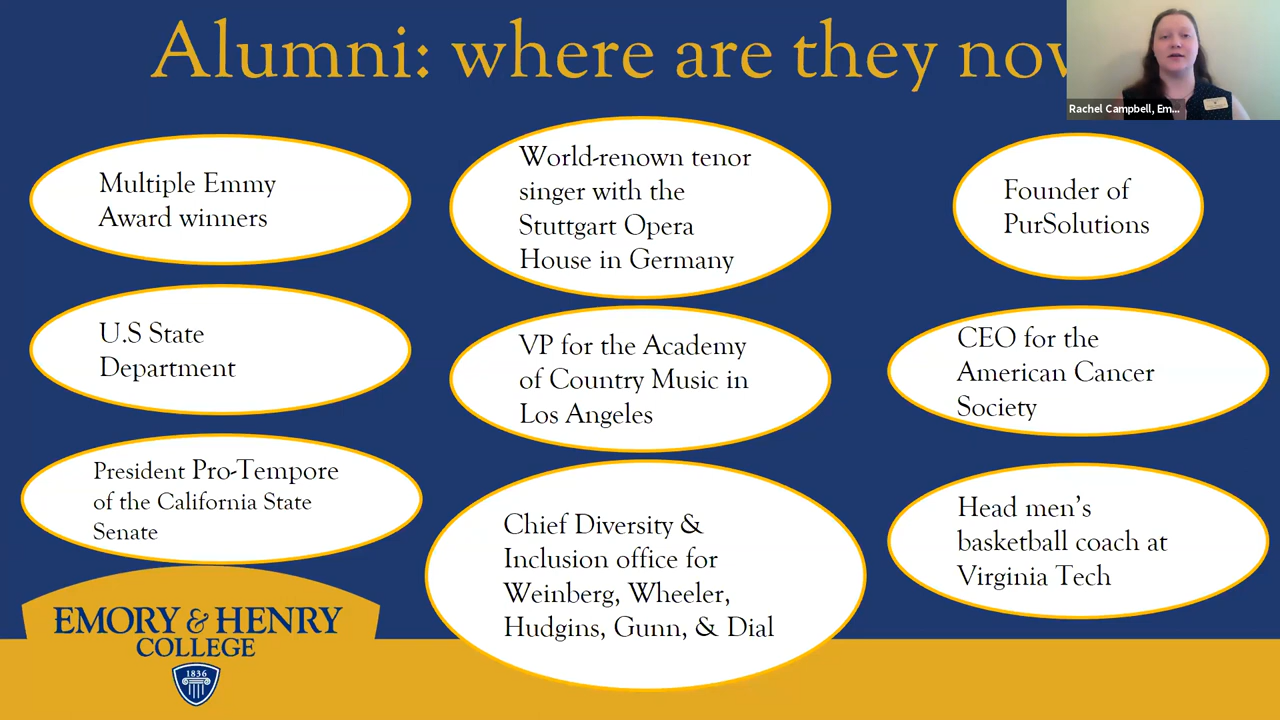 Alumni: where are they now
Rachel Campbell, Em...
Multiple Emmy
Award winners
World-renown tenor
singer with the
Stuttgart Opera
House in Germany
Founder of
PurSolutions
U.S State
Department
VP for the Academy
of Country Music in
Los Angeles
CEO for the
American Cancer
Society
President Pro-Tempore
of the California State
Senate
Chief Diversity &
Inclusion office for
Weinberg, Wheeler,
Hudgins, Gunn, & Dial
Head men’s
basketball coach at
Virginia Tech
EMORY & HENRY
COLLEGE
1836